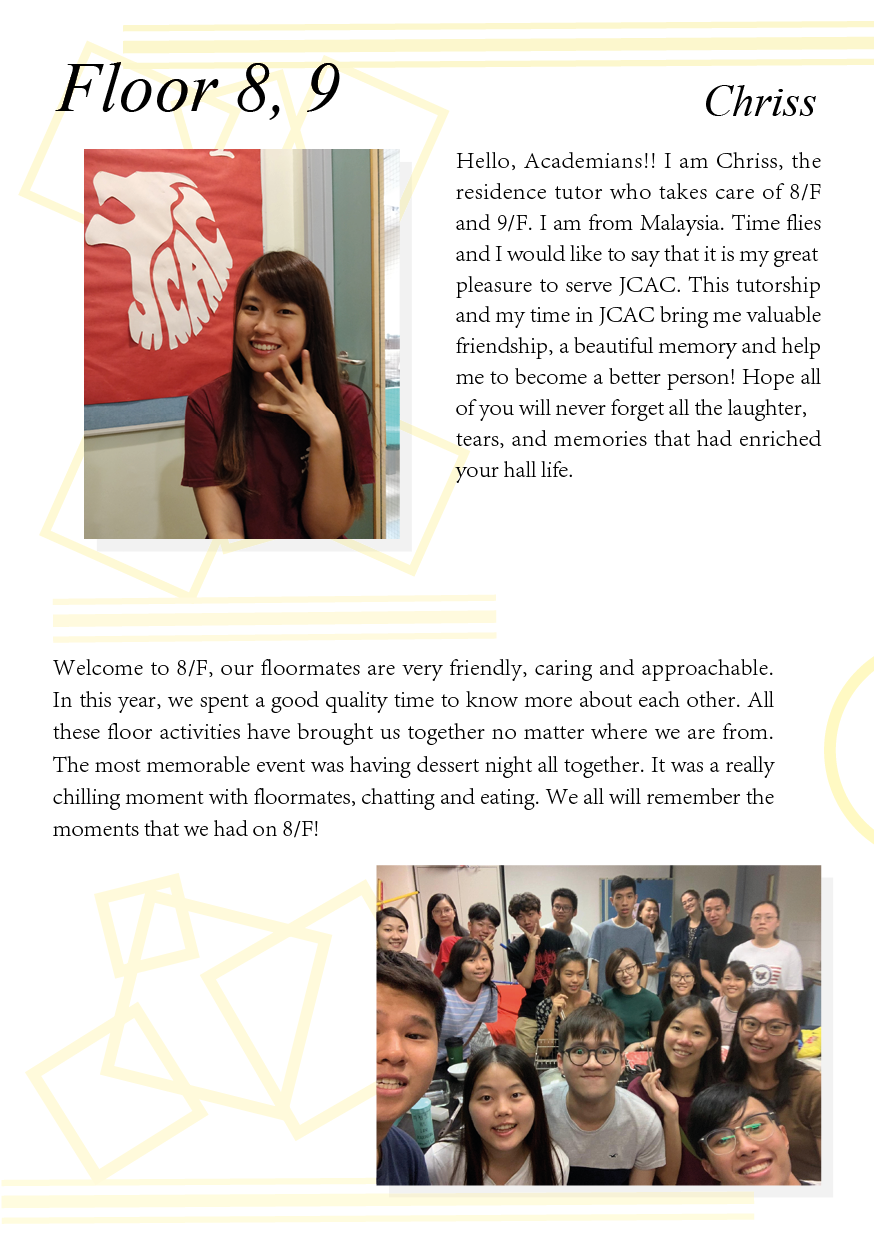 Floor 8, 9
Chriss
JCAC
Hello, Academians!! I am Chriss, the
residence tutor who takes care of 8/F
and 9/F. I am from Malaysia. Time flies
and I would like to say that it is my great
pleasure to serve JCAC. This tutorship
and my time in JCAC bring me valuable
friendship, a beautiful memory and help
me to become a better person! Hope all
of you will never forget all the laughter,
tears, and memories that had enriched
your hall life.
Welcome to 8/F, our floormates are very friendly, caring and approachable.
In this year, we spent a good quality time to know more about each other. All
these floor activities have brought us together no matter where we are from.
The most memorable event was having dessert night all together. It was a really
chilling moment with floormates, chatting and eating. We all will remember the
moments that we had on 8/F!